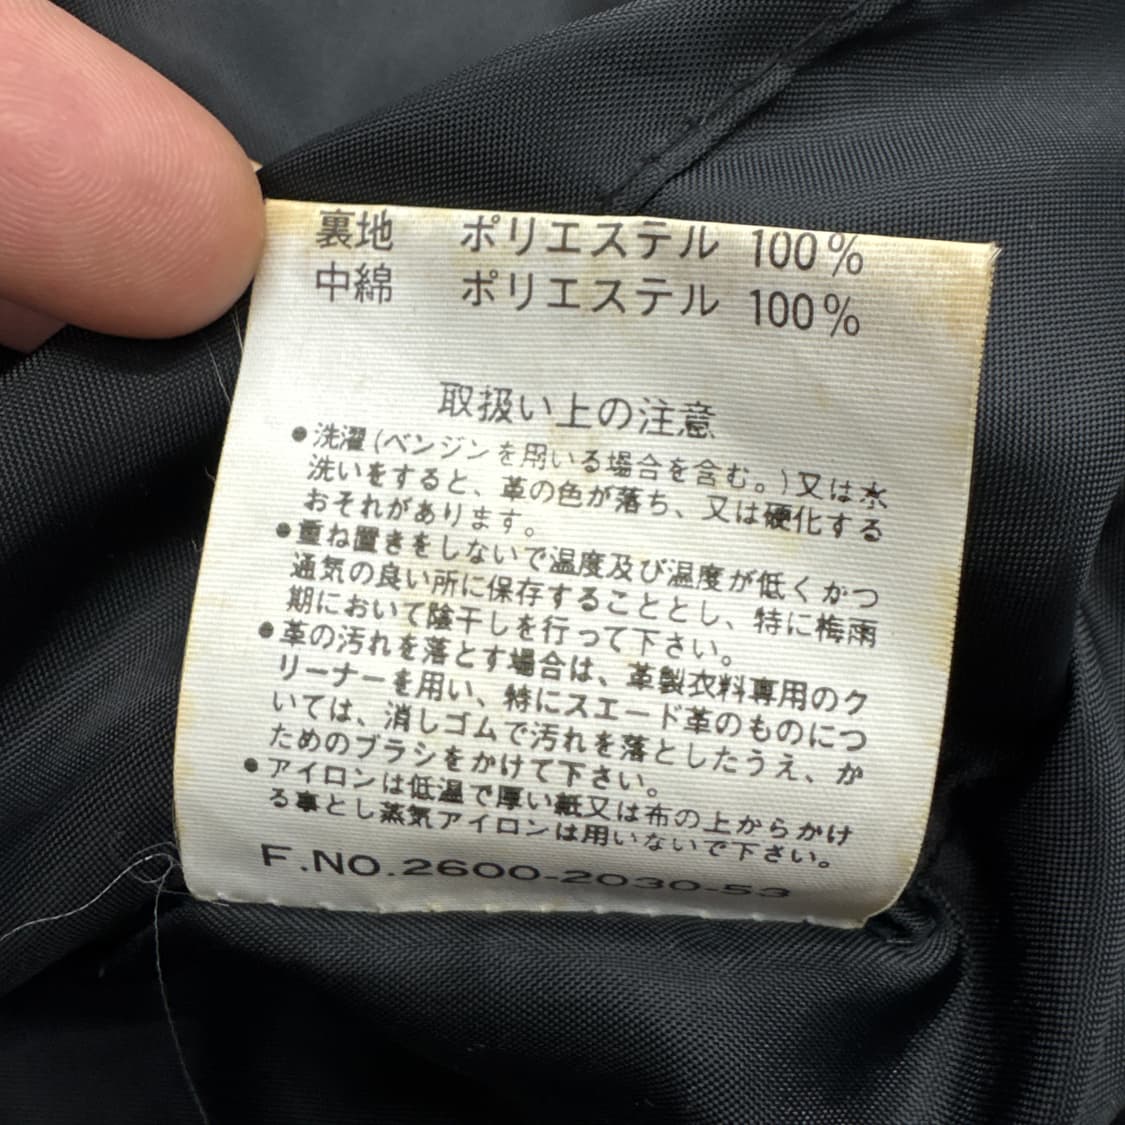 裏地 ポリエステル 100%
中綿 ポリエステル 100%
取扱い上の注意
●洗濯(ベンジンを用いる場合を含む。)又は水
洗いをすると、革の色が落ち、又は硬化する
おそれがあります。
●重ね置きをしないで温度及び湿度が低くかつ
通気の良い所に保存することとし、特に梅雨
期において陰干しを行って下さい。
●革の汚れを落とす場合は、革製衣料専用のク
リーナーを用い、特にスエード革のものにつ
いては、消しゴムで汚れを落としたうえ、か
ためのブラシをかけて下さい。
●アイロンは低温で厚い紙又は布の上からかけ
る事とし蒸気アイロンは用いないで下さい。
F.NO.2600-2030-53